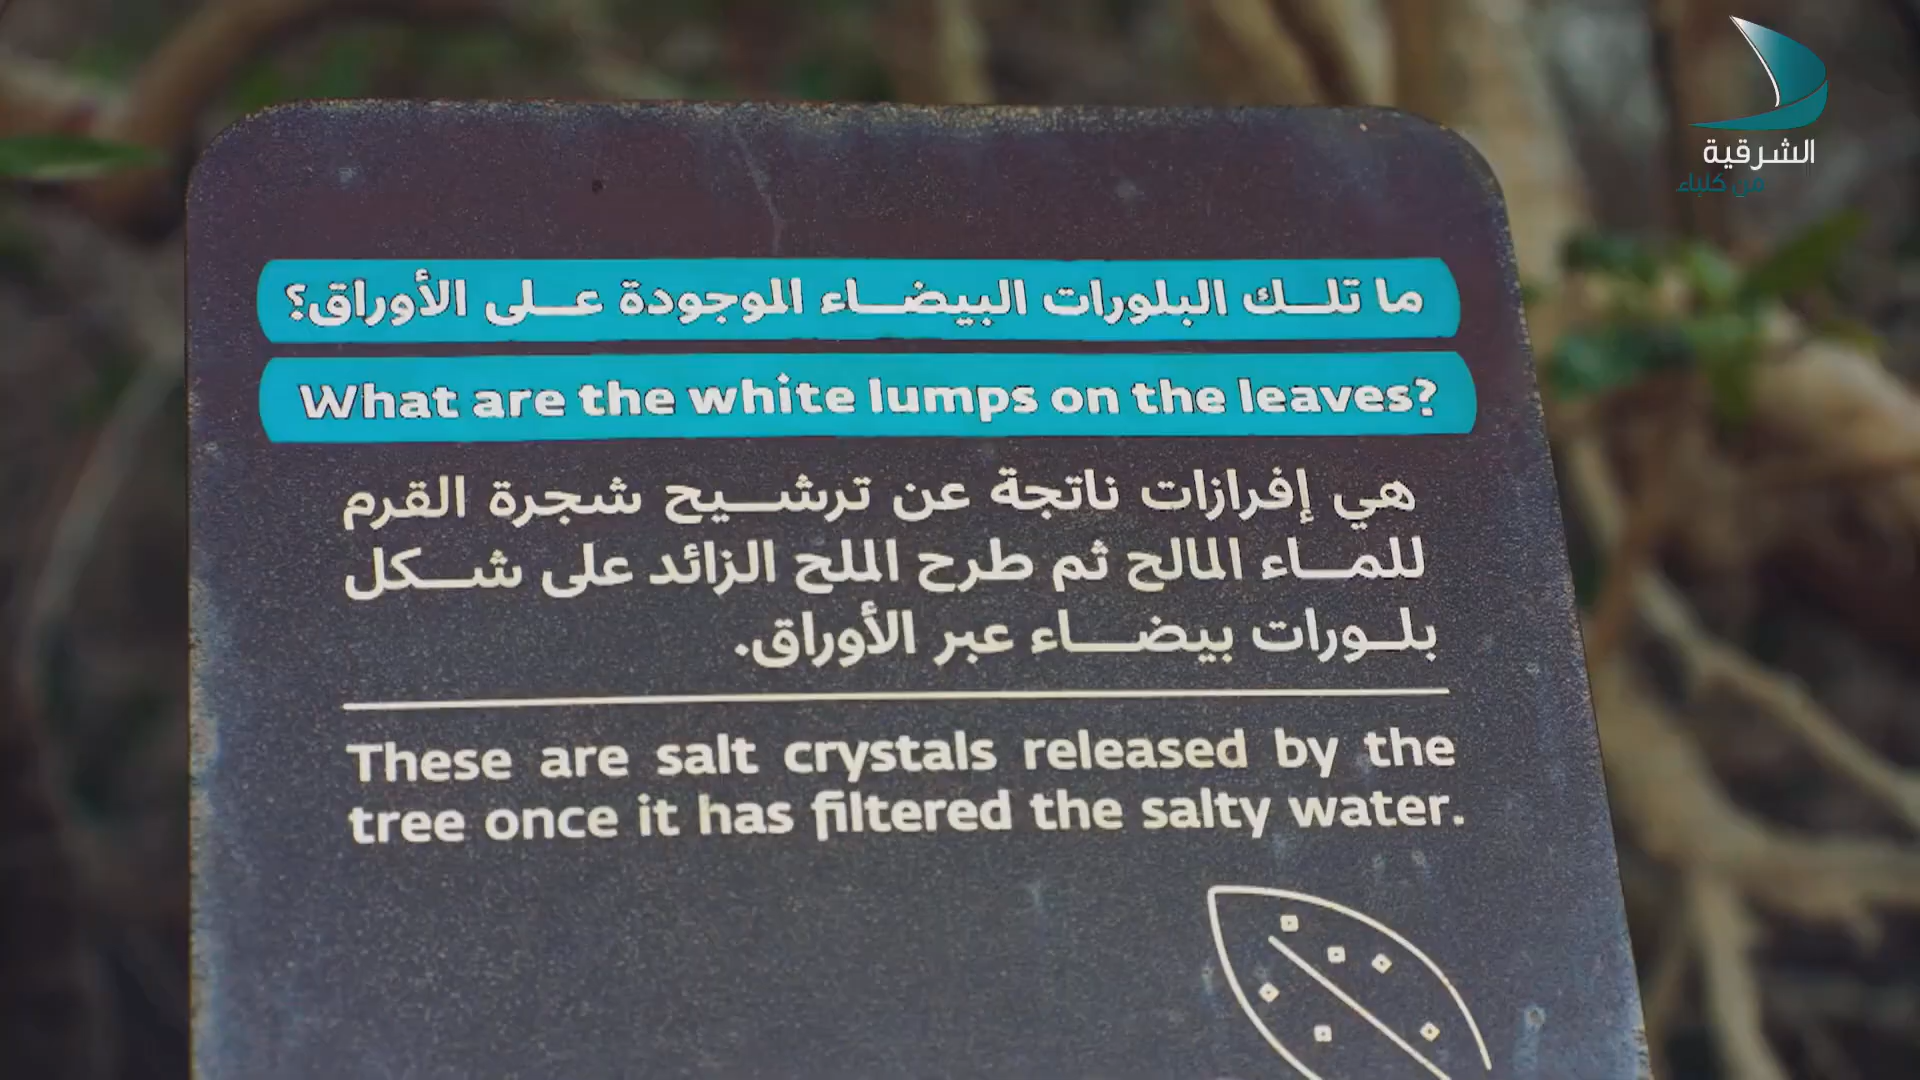 الشرقية
من كلباء
ما تلك البلورات البيضاء الموجودة على الأوراق؟
What are the white lumps on the leaves?
هي إفرازات ناتجة عن ترشيح شجرة القرم
للماء المالح ثم طرح الملح الزائد على شكل
بلورات بيضاء عبر الأوراق.
These are salt crystals released by the
tree once it has filtered the salty water.